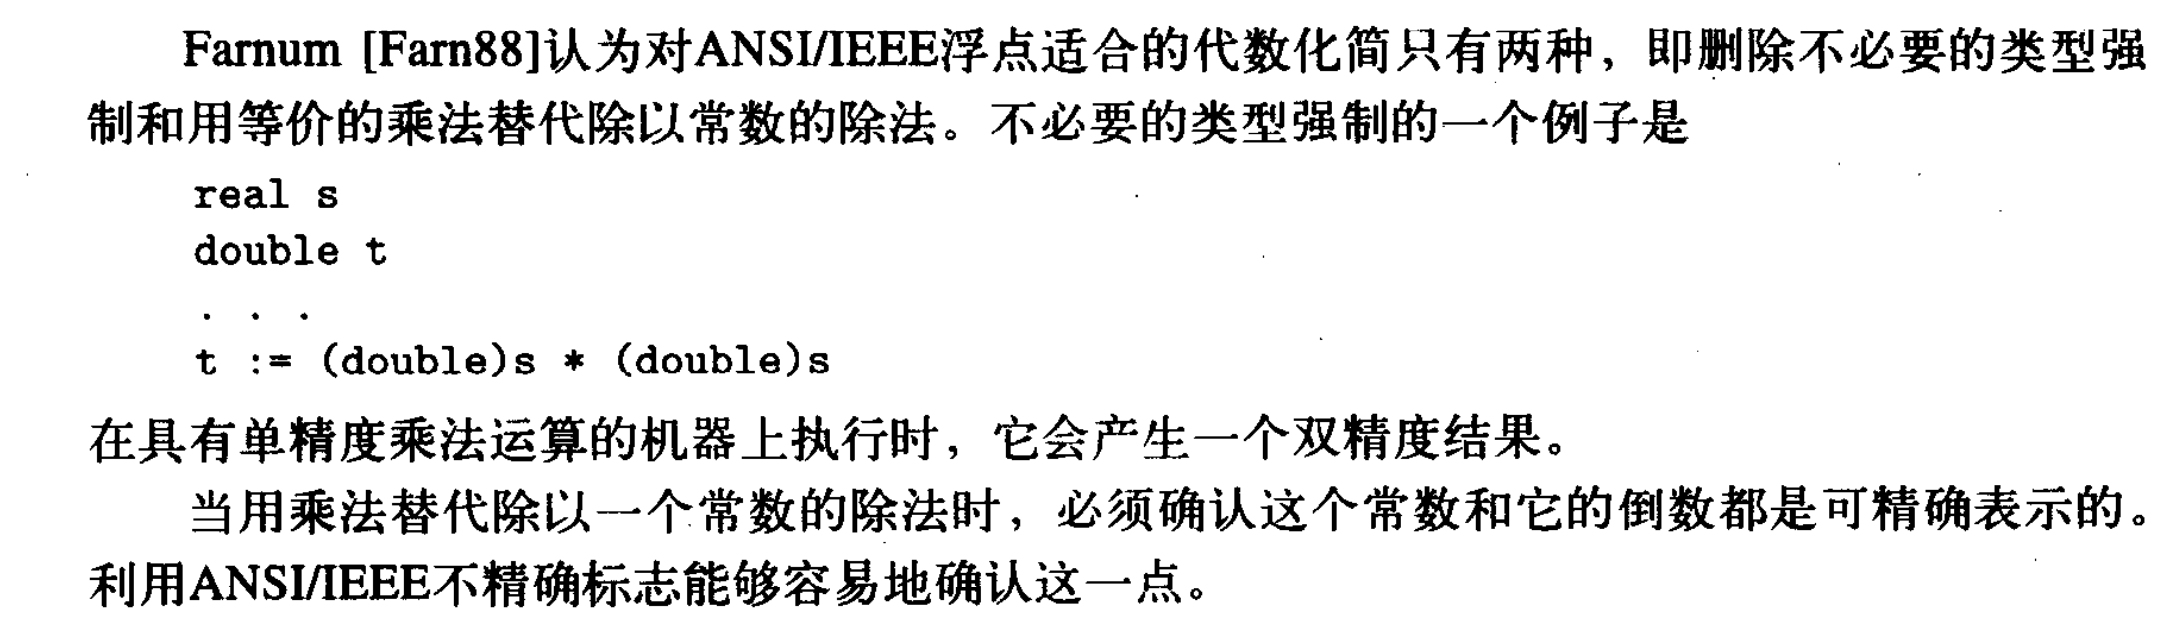 Farnum [Farn88]认为对ANSI/IEEE浮点适合的代数化简只有两种，即删除不必要的类型强
制和用等价的乘法替代除以常数的除法。不必要的类型强制的一个例子是
real s
double t
. . .
t := (double)s * (double)s
在具有单精度乘法运算的机器上执行时，它会产生一个双精度结果。
当用乘法替代除以一个常数的除法时，必须确认这个常数和它的倒数都是可精确表示的。
利用ANSI/IEEE不精确标志能够容易地确认这一点。